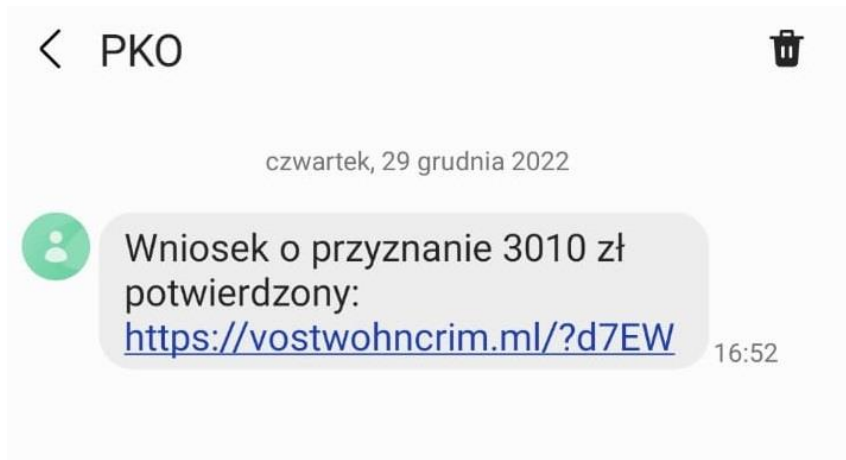 PKO
czwartek, 29 grudnia 2022
Wniosek o przyznanie 3010 zł
potwierdzony:
https://vostwohncrim.ml/?d7EW
16:52